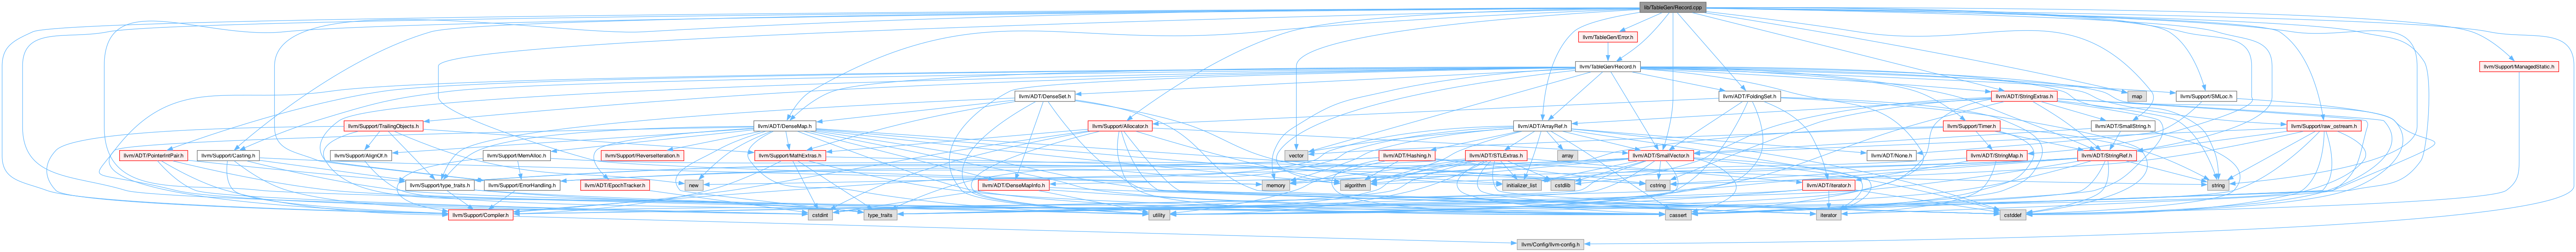 lib/TableGen/Record.cpp
llvm/TableGen/Error.h
llvm/TableGen/Record.h
llvm/Support/ManagedStatic.h
llvm/ADT/DenseSet.h
llvm/ADT/FoldingSet.h
llvm/ADT/StringExtras.h
map
llvm/Support/SMLoc.h
llvm/Support/TrailingObjects.h
llvm/ADT/DenseMap.h
llvm/Support/Allocator.h
llvm/ADT/ArrayRef.h
llvm/Support/Timer.h
llvm/ADT/SmallString.h
llvm/Support/raw_ostream.h
llvm/ADT/PointerIntPair.h
llvm/Support/Casting.h
llvm/Support/AlignOf.h
llvm/Support/MemAlloc.h
llvm/Support/ReverseIteration.h
llvm/Support/MathExtras.h
vector
llvm/ADT/Hashing.h
llvm/ADT/STLExtras.h
array
llvm/ADT/SmallVector.h
llvm/ADT/None.h
llvm/ADT/StringMap.h
llvm/ADT/StringRef.h
llvm/Support/type_traits.h
llvm/Support/ErrorHandling.h
llvm/ADT/EpochTracker.h
new
llvm/ADT/DenseMapInfo.h
memory
algorithm
initializer_list
cstdlib
cstring
llvm/ADT/iterator.h
string
llvm/Support/Compiler.h
cstdint
type_traits
utility
cassert
iterator
cstddef
llvm/Config/llvm-config.h